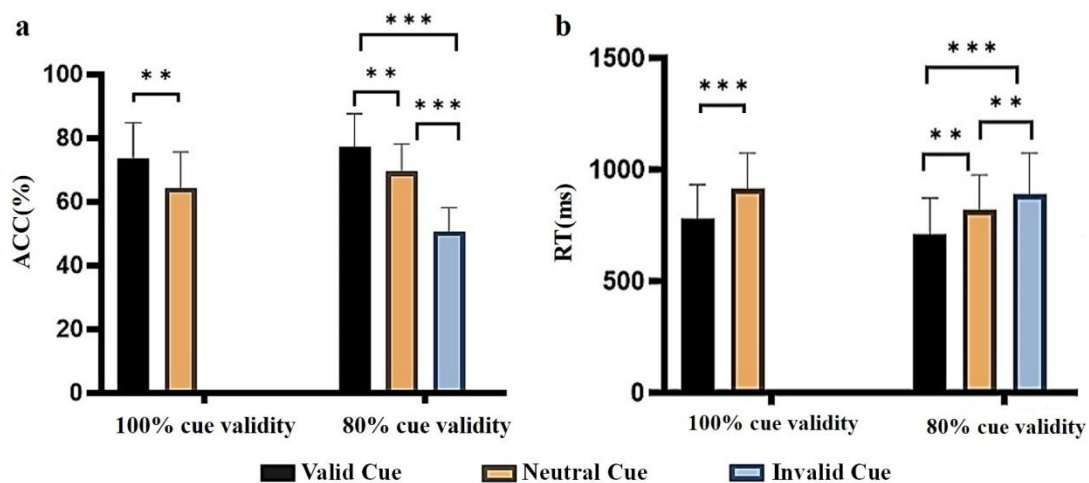 a
ACC(%)
100
80
60
40
20
0
**
***
**
***
100% cue validity
80% cue validity
b
RT(ms)
1500
1000
500
0
***
***
**
**
100% cue validity
80% cue validity
Valid Cue
Neutral Cue
Invalid Cue